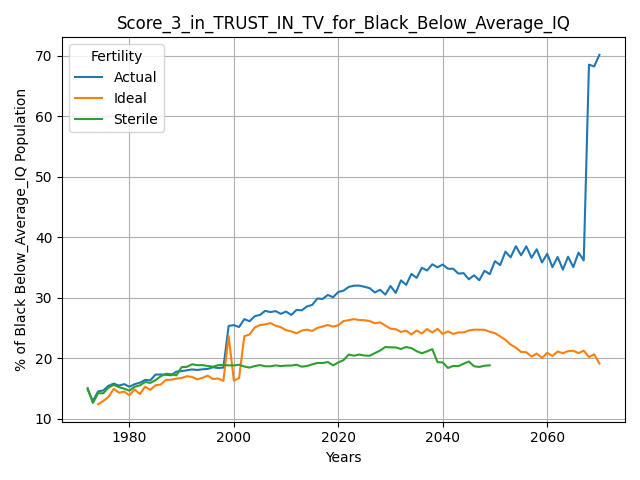 Score_3_in_TRUST_IN_TV_for_Black_Below_Average_IQ
% of Black Below_Average_IQ Population
70
60
50
40
30
20
10
Fertility
Actual
Ideal
Sterile
1980
2000
2020
2040
2060
Years